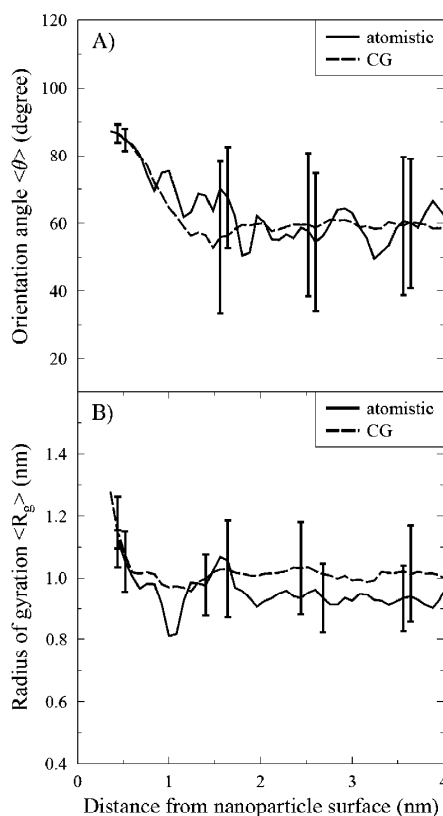 A)
atomistic
CG
Orientation angle <θ> (degree)
120
100
80
60
40
20
B)
atomistic
CG
Radius of gyration <Rg> (nm)
1.4
1.2
1.0
0.8
0.6
0.4
0 1 2 3 4
Distance from nanoparticle surface (nm)